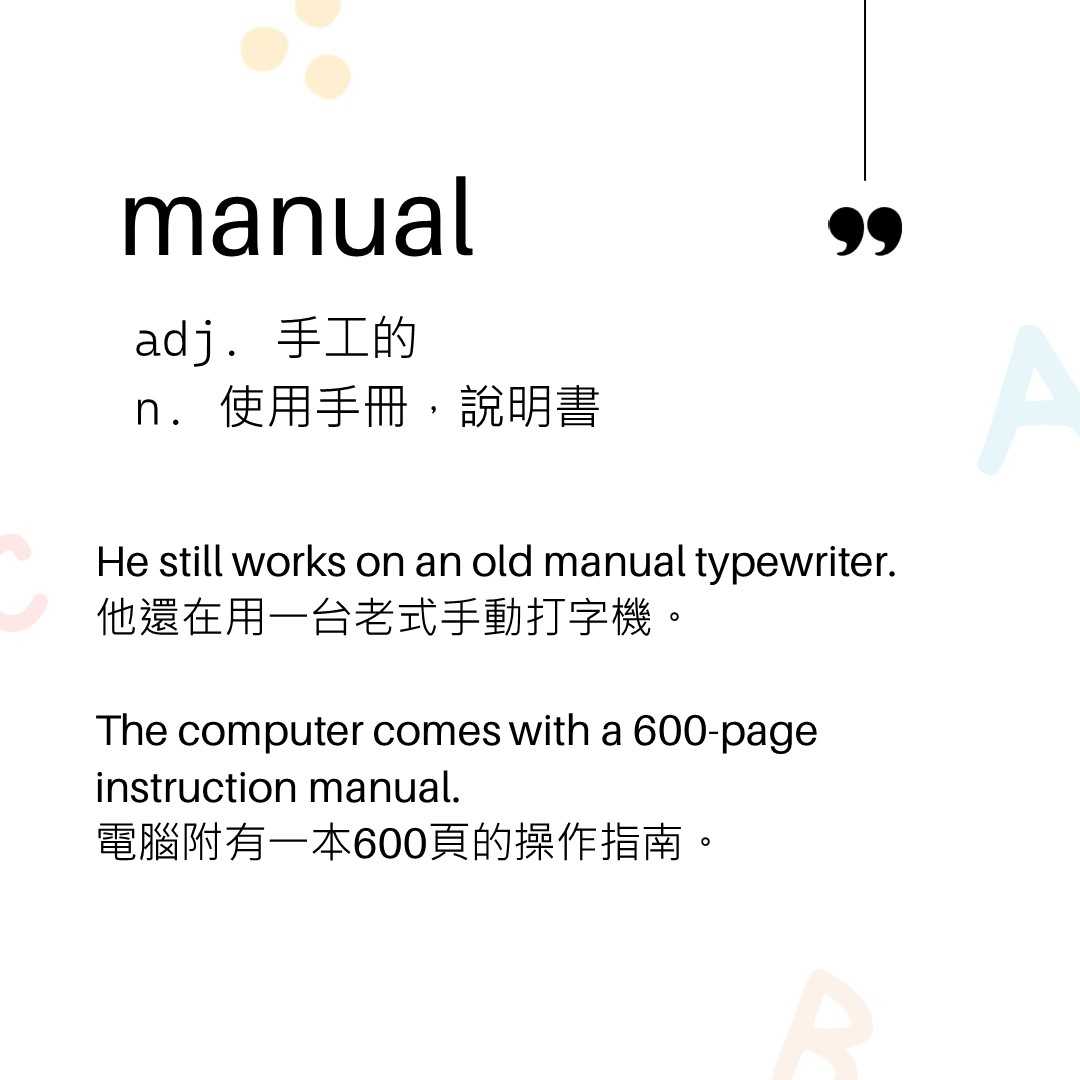 manual
❟❟
adj. 手工的
n. 使用手冊，說明書
He still works on an old manual typewriter.
他還在用一台老式手動打字機。
The computer comes with a 600-page
instruction manual.
電腦附有一本600頁的操作指南。
A
C
B